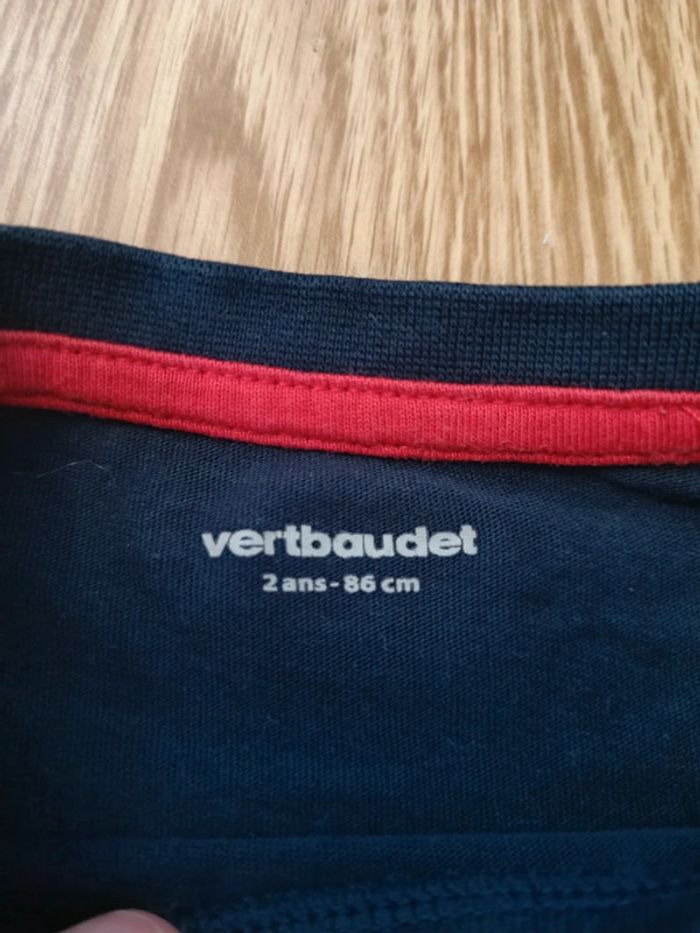 vertbaudet
2 ans - 86 cm